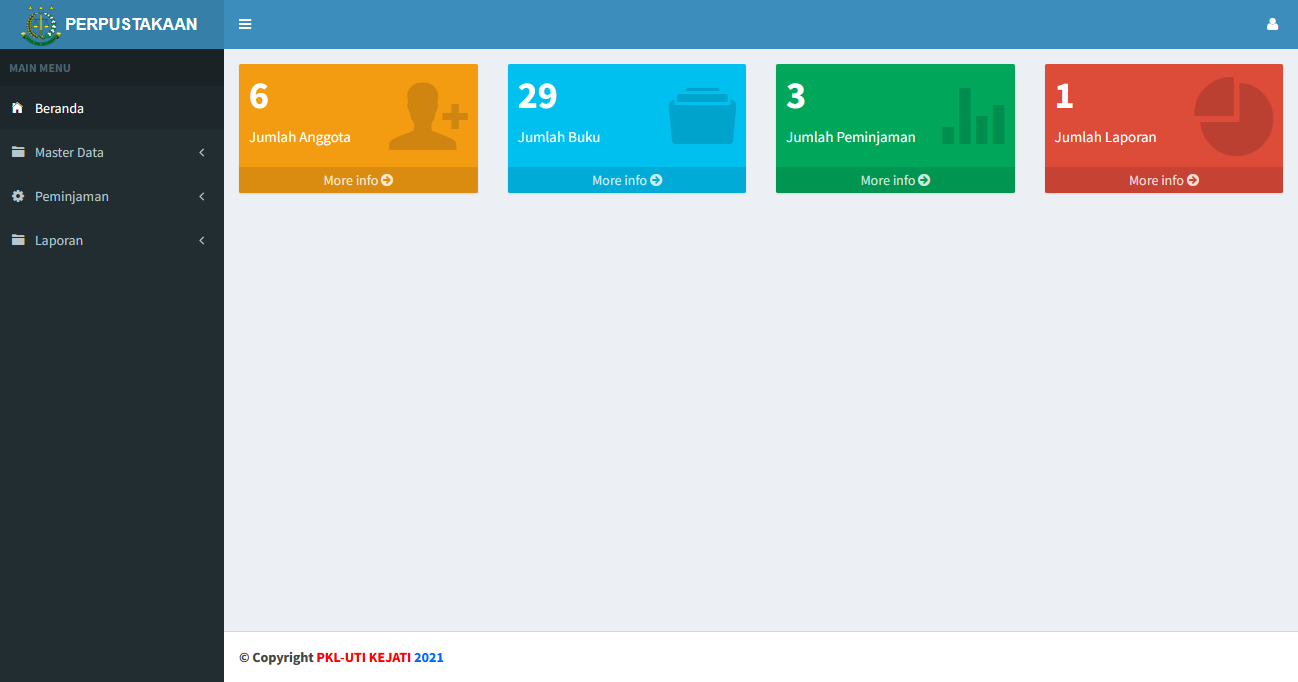 PERPUSTAKAAN
MAIN MENU
Beranda
Master Data
Peminjaman
Laporan
6
Jumlah Anggota
More info
29
Jumlah Buku
More info
3
Jumlah Peminjaman
More info
1
Jumlah Laporan
More info
© Copyright PKL-UTI KEJATI 2021